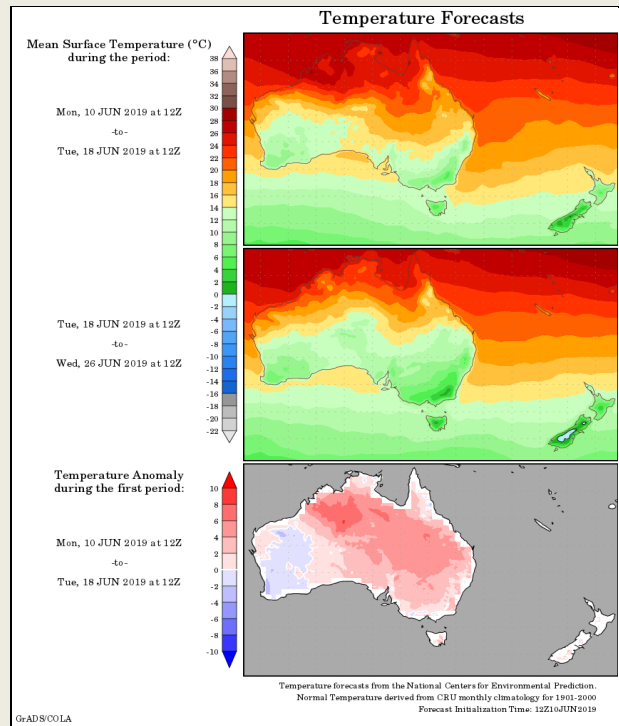 Temperature Forecasts
Mean Surface Temperature (°C)
during the period:
Mon, 10 JUN 2019 at 12Z
-to-
Tue, 18 JUN 2019 at 12Z
38
36
34
32
30
28
26
24
22
20
18
16
14
12
10
8
6
4
2
0
-2
-4
-6
-8
-10
-12
-14
-16
-18
-20
-22
Tue, 18 JUN 2019 at 12Z
-to-
Wed, 26 JUN 2019 at 12Z
Temperature Anomaly
during the first period:
Mon, 10 JUN 2019 at 12Z
-to-
Tue, 18 JUN 2019 at 12Z
10
8
6
4
2
0
-2
-4
-6
-8
-10
Temperature forecasts from the National Centers for Environmental Prediction.
Normal Temperature derived from CRU monthly climatology for 1901-2000
Forecast Initialization Time: 12Z10JUN2019
GrADS/COLA